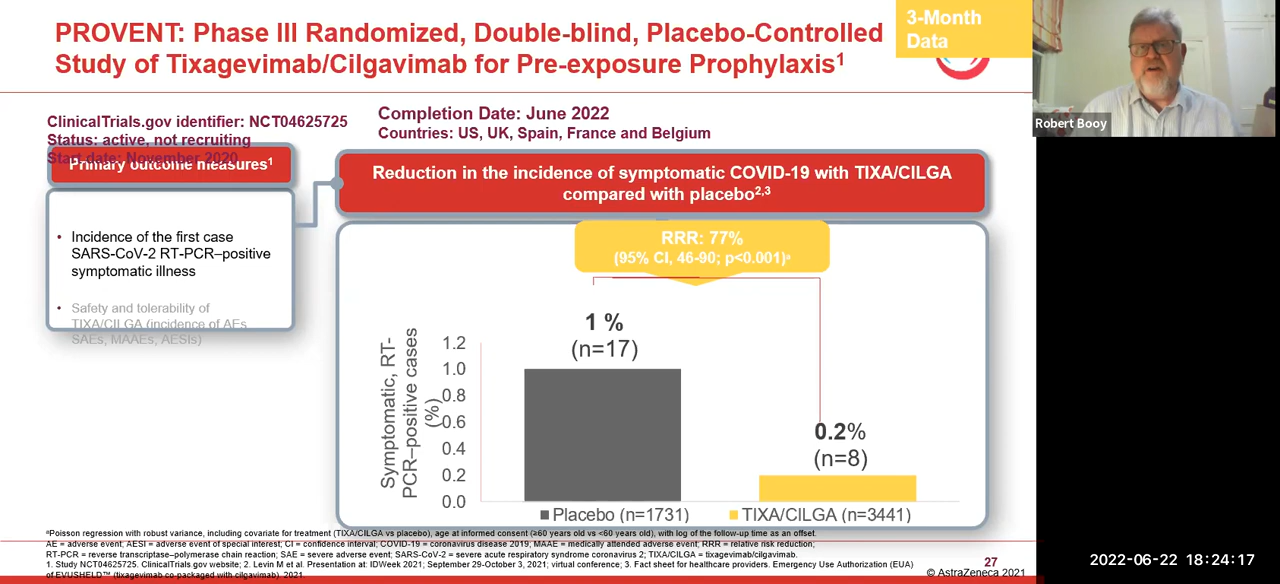 PROVENT: Phase III Randomized, Double-blind, Placebo-Controlled
Study of Tixagevimab/Cilgavimab for Pre-exposure Prophylaxis¹
3-Month
Data
Robert Booy
ClinicalTrials.gov identifier: NCT04625725
Status: active, not recruiting
Start date: November 2020
Completion Date: June 2022
Countries: US, UK, Spain, France and Belgium
Primary outcome measures¹
• Incidence of the first case
SARS-CoV-2 RT-PCR–positive
symptomatic illness
• Safety and tolerability of
TIXA/CILGA (incidence of AEs,
SAEs, MAAEs, AESIs)
Reduction in the incidence of symptomatic COVID-19 with TIXA/CILGA
compared with placebo²,³
RRR: 77%
(95% CI, 46-90; p<0.001)ᵃ
1 %
(n=17)
0.2%
(n=8)
Symptomatic, RT-
PCR–positive cases
(%)
1.2
1.0
0.8
0.6
0.4
0.2
0.0
Placebo (n=1731)
TIXA/CILGA (n=3441)
ᵃPoisson regression with robust variance, including covariate for treatment (TIXA/CILGA vs placebo), age at informed consent (≥60 years old vs <60 years old), with log of the follow-up time as an offset.
AE = adverse event; AESI = adverse event of special interest; CI = confidence interval; COVID-19 = coronavirus disease 2019; MAAE = medically attended adverse event; RRR = relative risk reduction;
RT-PCR = reverse transcriptase–polymerase chain reaction; SAE = severe adverse event; SARS-CoV-2 = severe acute respiratory syndrome coronavirus 2; TIXA/CILGA = tixagevimab/cilgavimab.
1. Study NCT04625725. ClinicalTrials.gov website; 2. Levin M et al. Presentation at: IDWeek 2021; September 29-October 3, 2021; virtual conference; 3. Fact sheet for healthcare providers. Emergency Use Authorization (EUA)
of EVUSHELD™ (tixagevimab co-packaged with cilgavimab). 2021.
27
© AstraZeneca 2021
2022-06-22 18:24:17